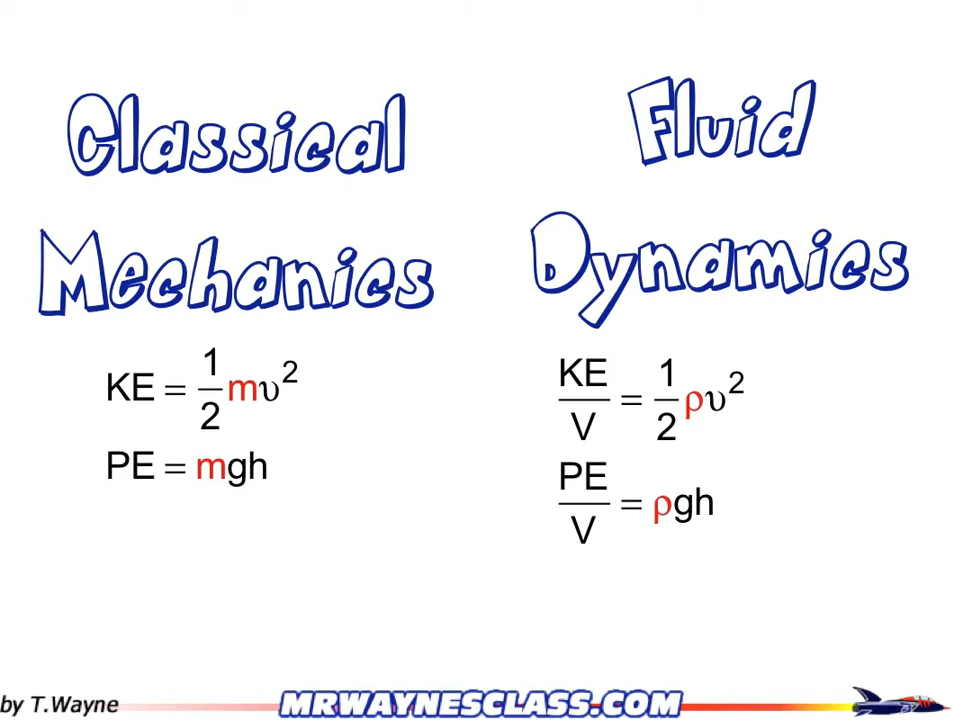 Classical
Mechanics
KE = 1/2 mυ²
PE = mgh
Fluid
Dynamics
KE/V = 1/2 ρυ²
PE/V = ρgh
by T.Wayne
MRWAYNESCLASS.COM